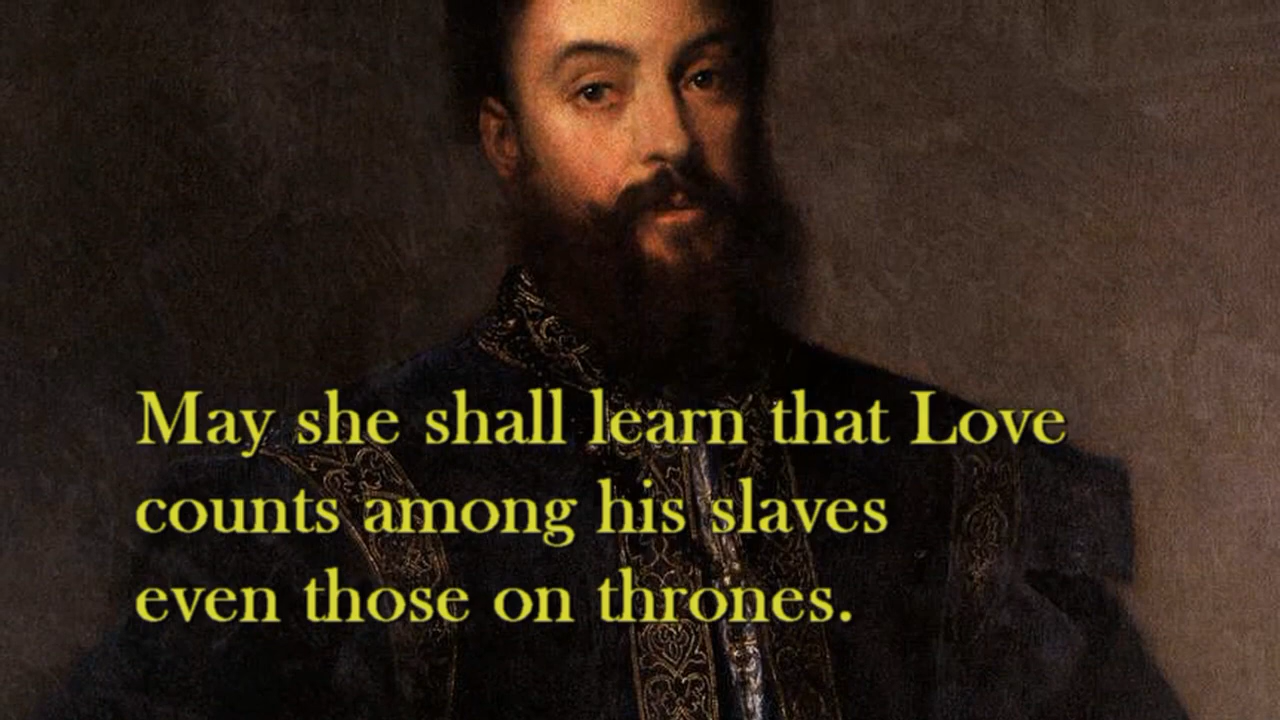 May she shall learn that Love
counts among his slaves
even those on thrones.